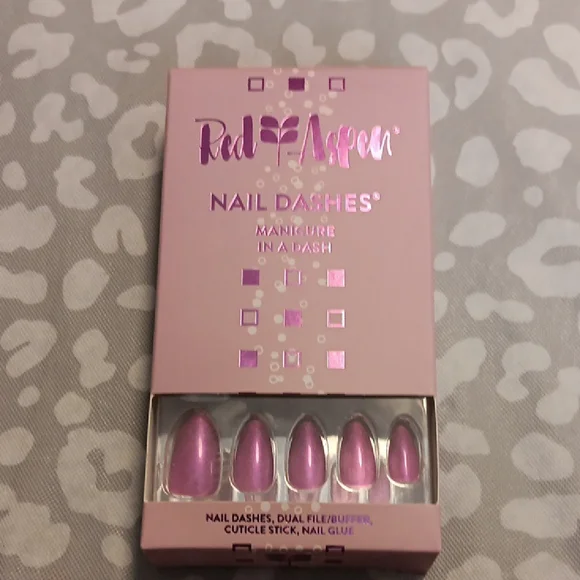 Red Aspen®
NAIL DASHES®
MANICURE
IN A DASH
NAIL DASHES, DUAL FILE/BUFFER,
CUTICLE STICK, NAIL GLUE